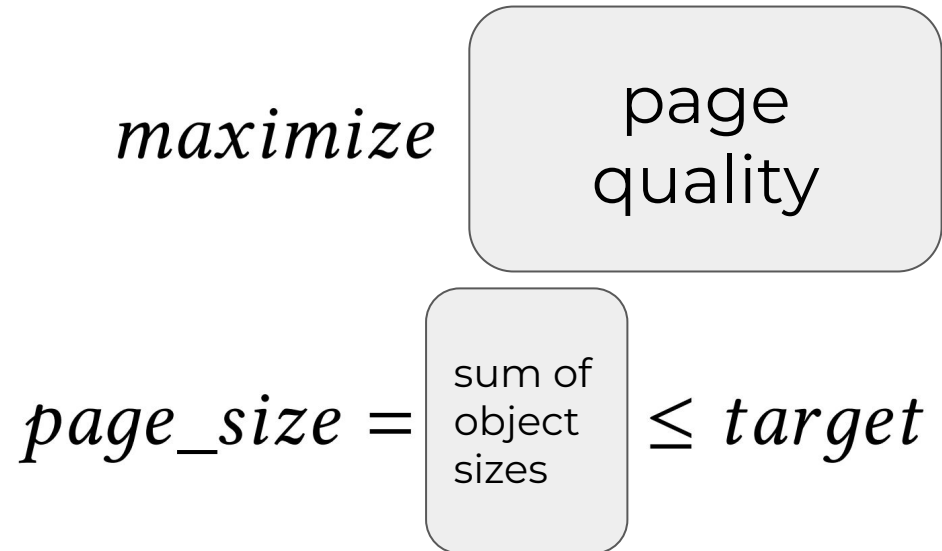 maximize
page
quality
page_size = sum of
object
sizes ≤ target